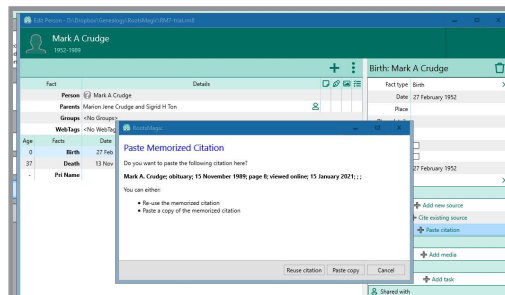 Edit Person - D:\Dropbox\Genealogy\RootsMagic\RM7-trial.rmtree
Mark A Crudge
1952-1989
Birth: Mark A Crudge
Fact Details
Person Mark A Crudge
Parents Marion Jene Crudge and Sigrid H Ton
Groups <No Groups>
WebTags <No WebTag
Age Facts Date
0 Birth 27 Feb
37 Death 13 Nov
- Pri Name
Fact type Birth
Date 27 February 1952
Place
27 February 1952
Add new source
Cite existing source
Paste citation
Add media
Add task
Shared with
RootsMagic
Paste Memorized Citation
Do you want to paste the following citation here?
Mark A. Crudge; obituary; 15 November 1989; page 8; viewed online; 15 January 2021; ; ;
You can either:
• Re-use the memorized citation
• Paste a copy of the memorized citation
Reuse citation Paste copy Cancel